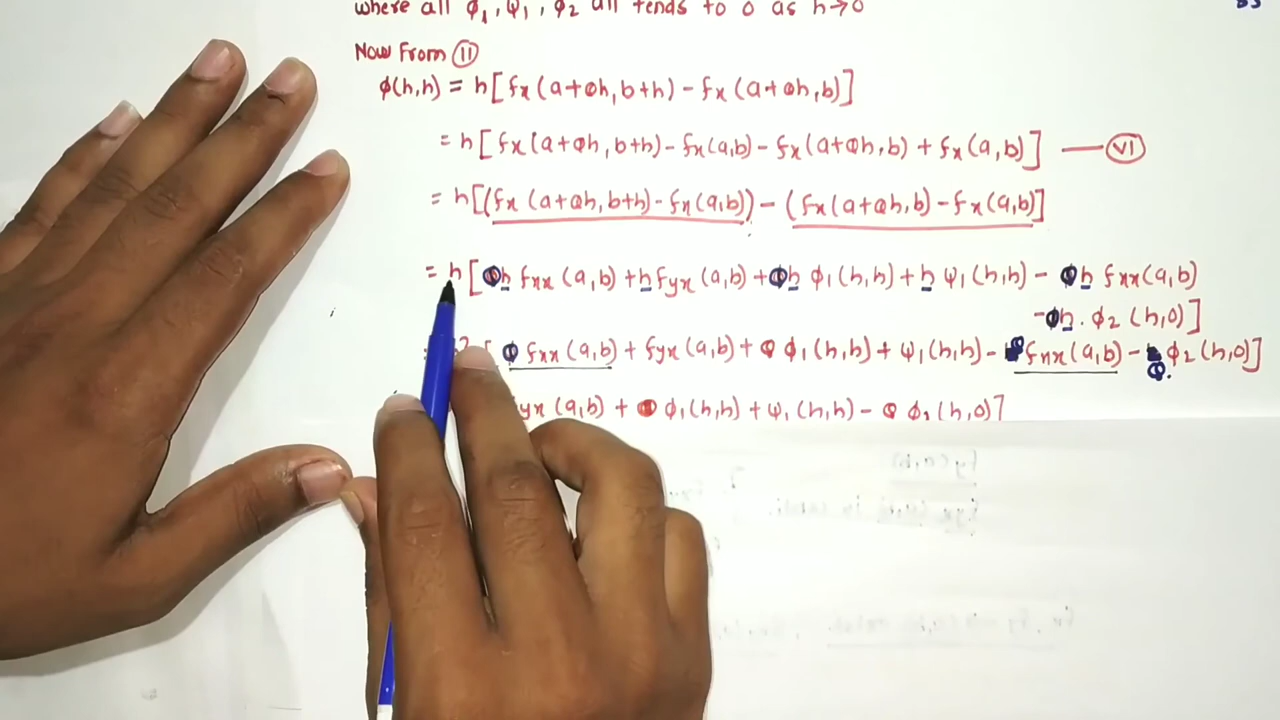 where all φ₁, ψ₁, φ₂ all tends to 0 as h→0
Now From (II)
φ(h,h) = h[fx(a+θh, b+h) - fx(a+θh, b)]
= h[fx(a+θh, b+h) - fx(a,b) - fx(a+θh, b) + fx(a,b)] — (VI)
= h[(fx(a+θh, b+h) - fx(a,b)) - (fx(a+θh, b) - fx(a,b)]
= h[θh fxx(a,b) + h fyx(a,b) + θh φ₁(h,h) + h ψ₁(h,h) - θh fxx(a,b)
- θh. φ₂(h,0)]
[θ fxx(a,b) + fyx(a,b) + θ φ₁(h,h) + ψ₁(h,h) - θ fxx(a,b) - θ φ₂(h,0)]
yx(a,b) + θ φ₁(h,h) + ψ₁(h,h) - θ φ₂(h,0)]